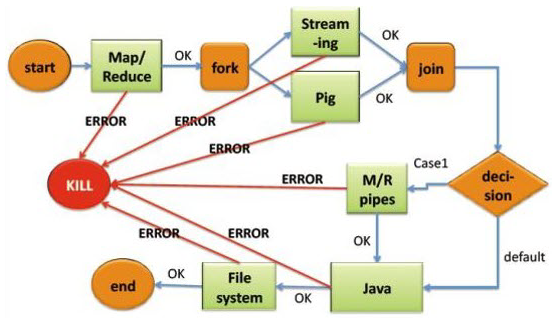 Stream
-ing
OK
Map/
Reduce
OK
start
fork
join
Pig
OK
ERROR
ERROR
ERROR
Case1
deci-
sion
KILL
ERROR
M/R
pipes
OK
default
ERROR
ERROR
end
OK
File
system
OK
Java